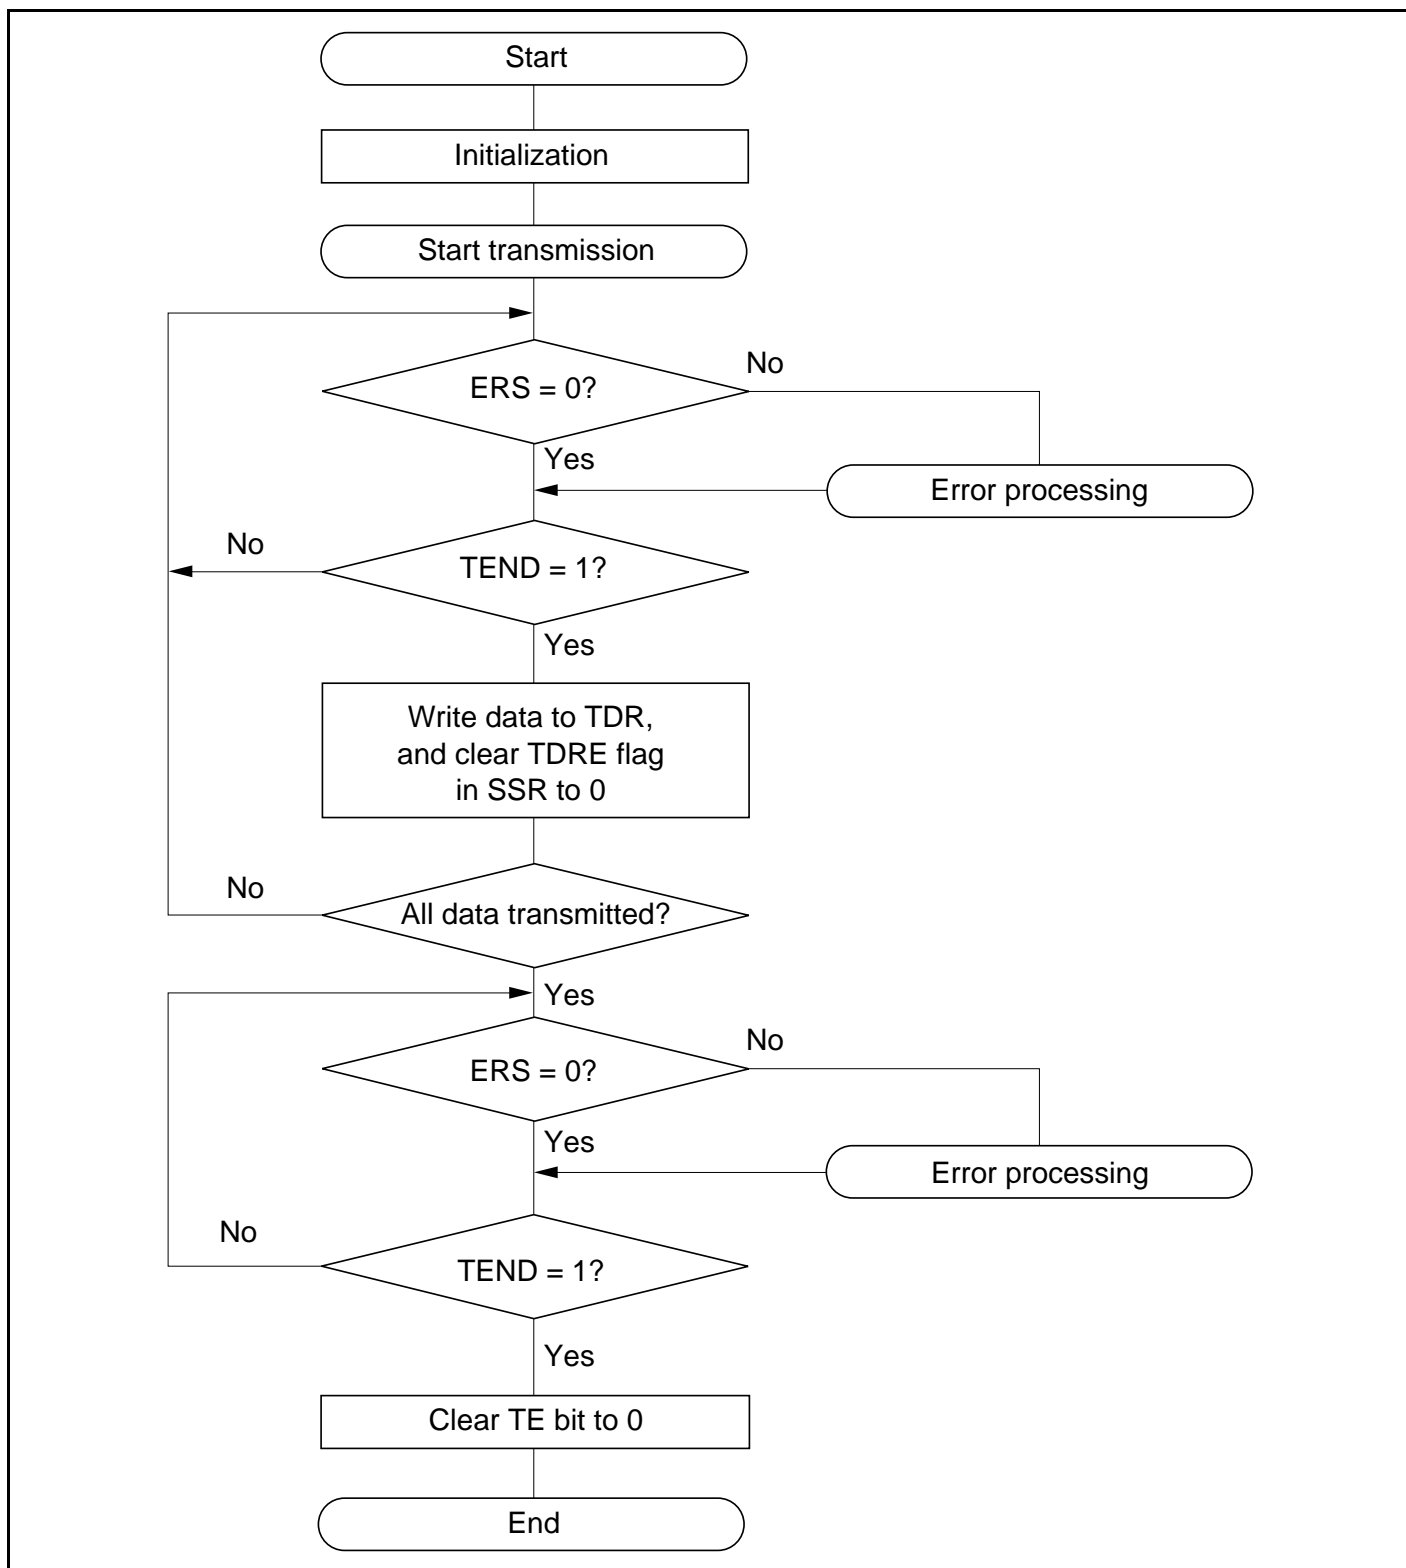 Start
Initialization
Start transmission
ERS = 0?
No
Yes
Error processing
No
TEND = 1?
Yes
Write data to TDR,
and clear TDRE flag
in SSR to 0
No
All data transmitted?
Yes
ERS = 0?
No
Yes
Error processing
No
TEND = 1?
Yes
Clear TE bit to 0
End